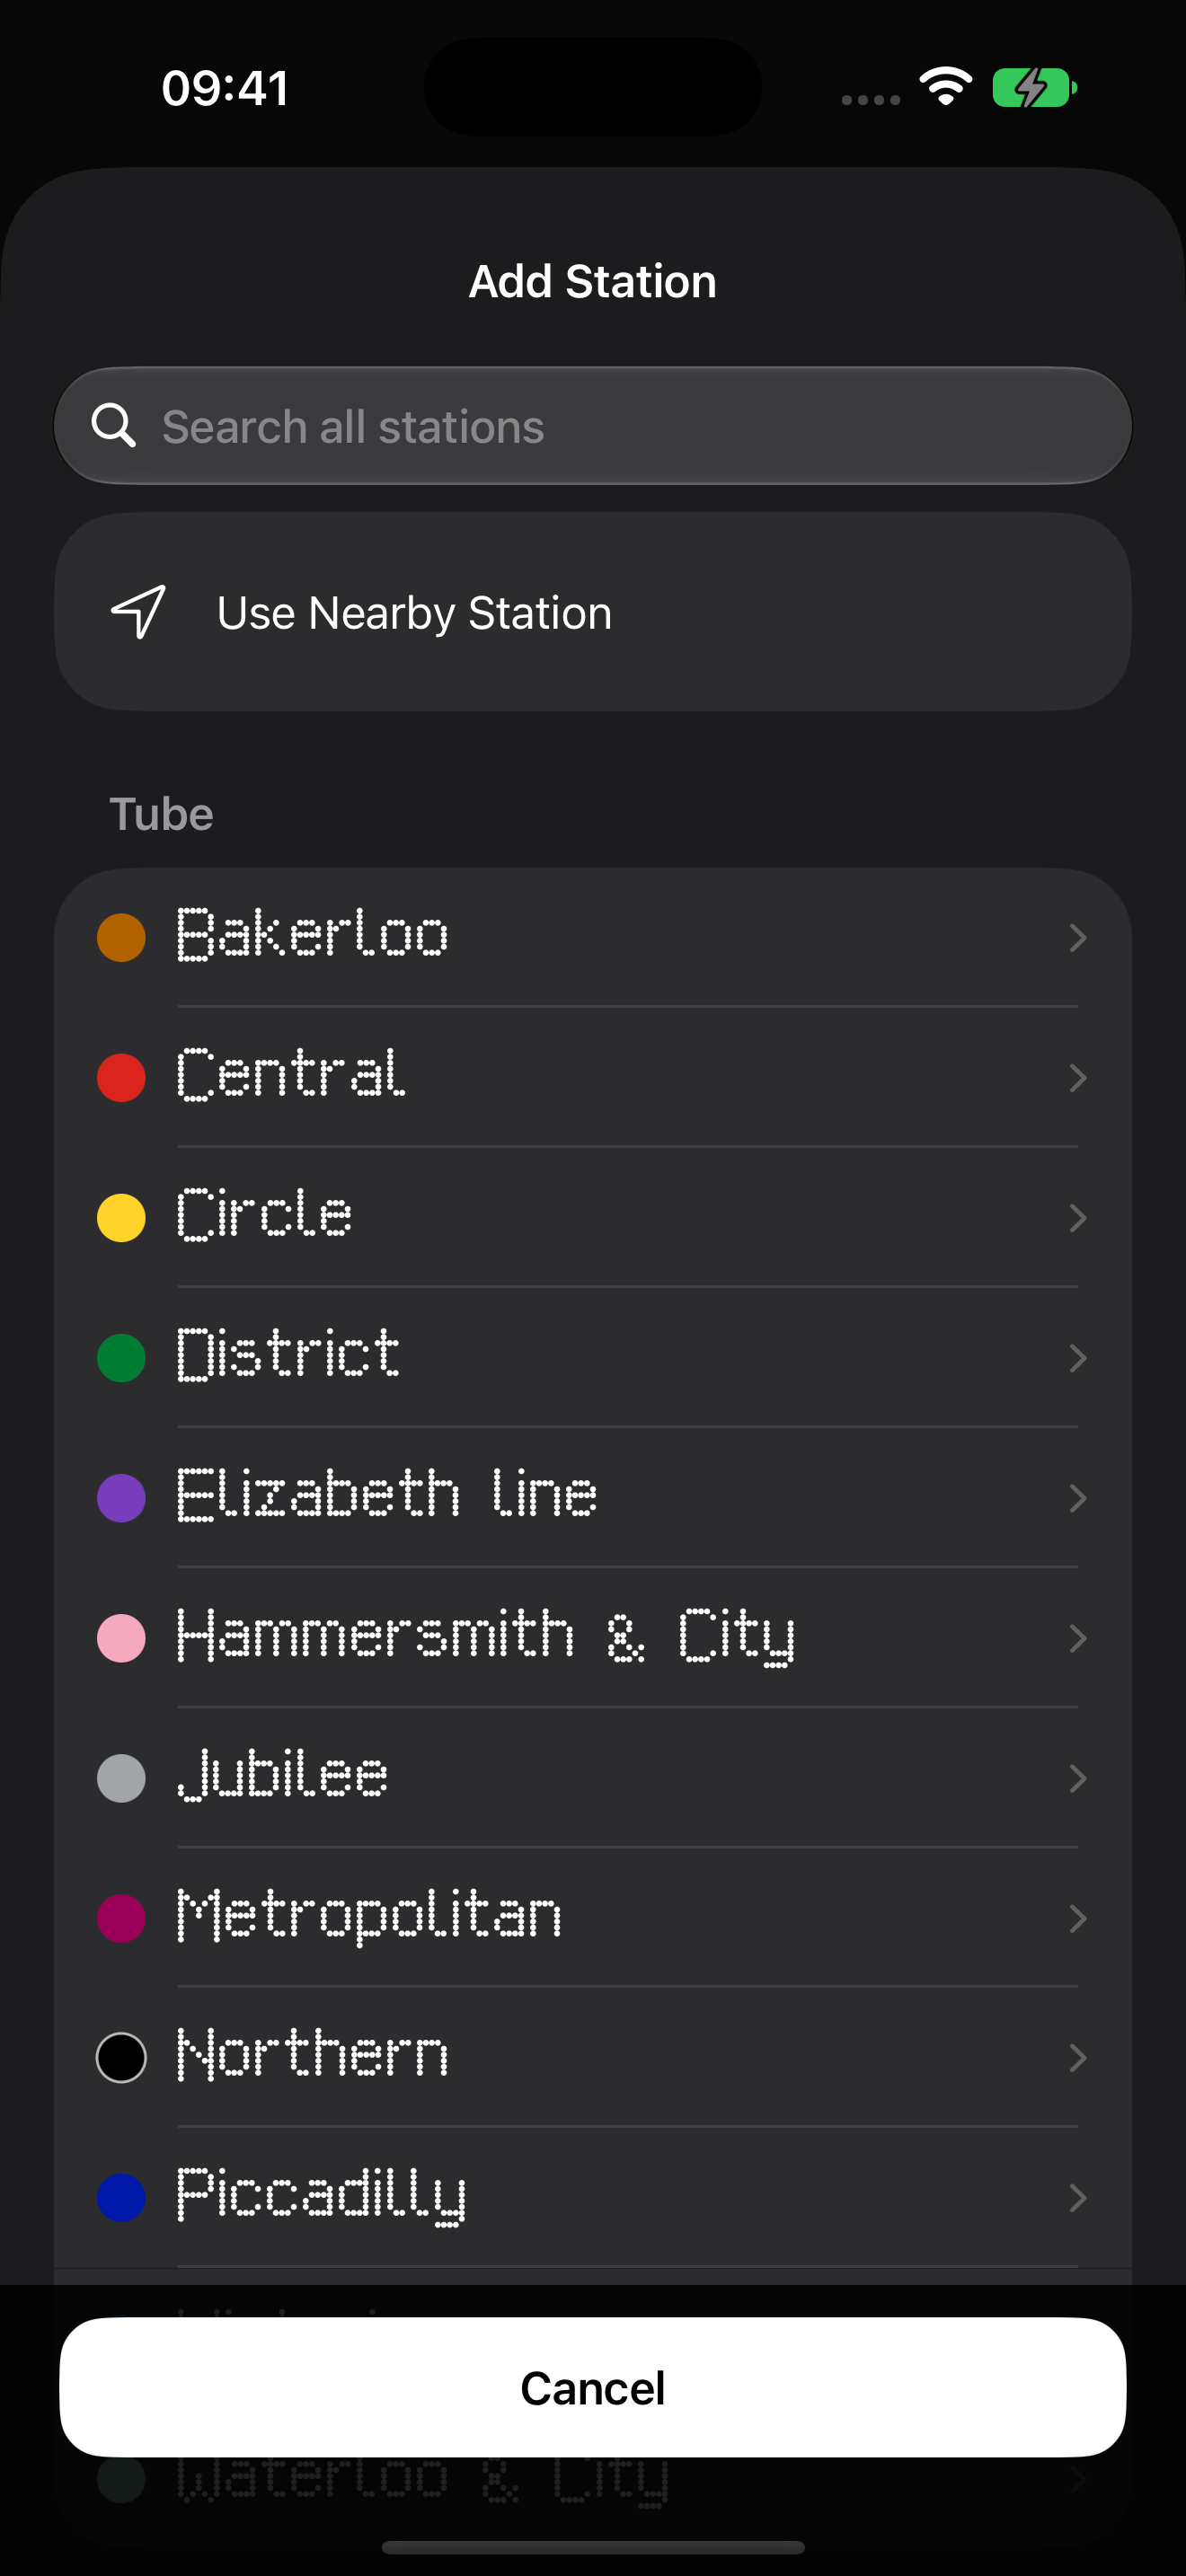 09:41
Add Station
Search all stations
Use Nearby Station
Tube
Bakerloo
Central
Circle
District
Elizabeth line
Hammersmith & City
Jubilee
Metropolitan
Northern
Piccadilly
Cancel
Waterloo & City